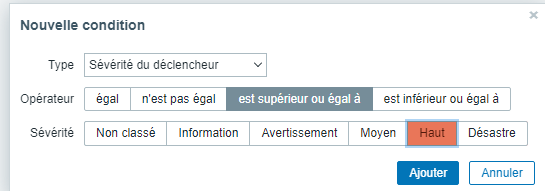 Nouvelle condition
Type Sévérité du déclencheur
Opérateur égal n'est pas égal est supérieur ou égal à est inférieur ou égal à
Sévérité Non classé Information Avertissement Moyen Haut Désastre
Ajouter Annuler